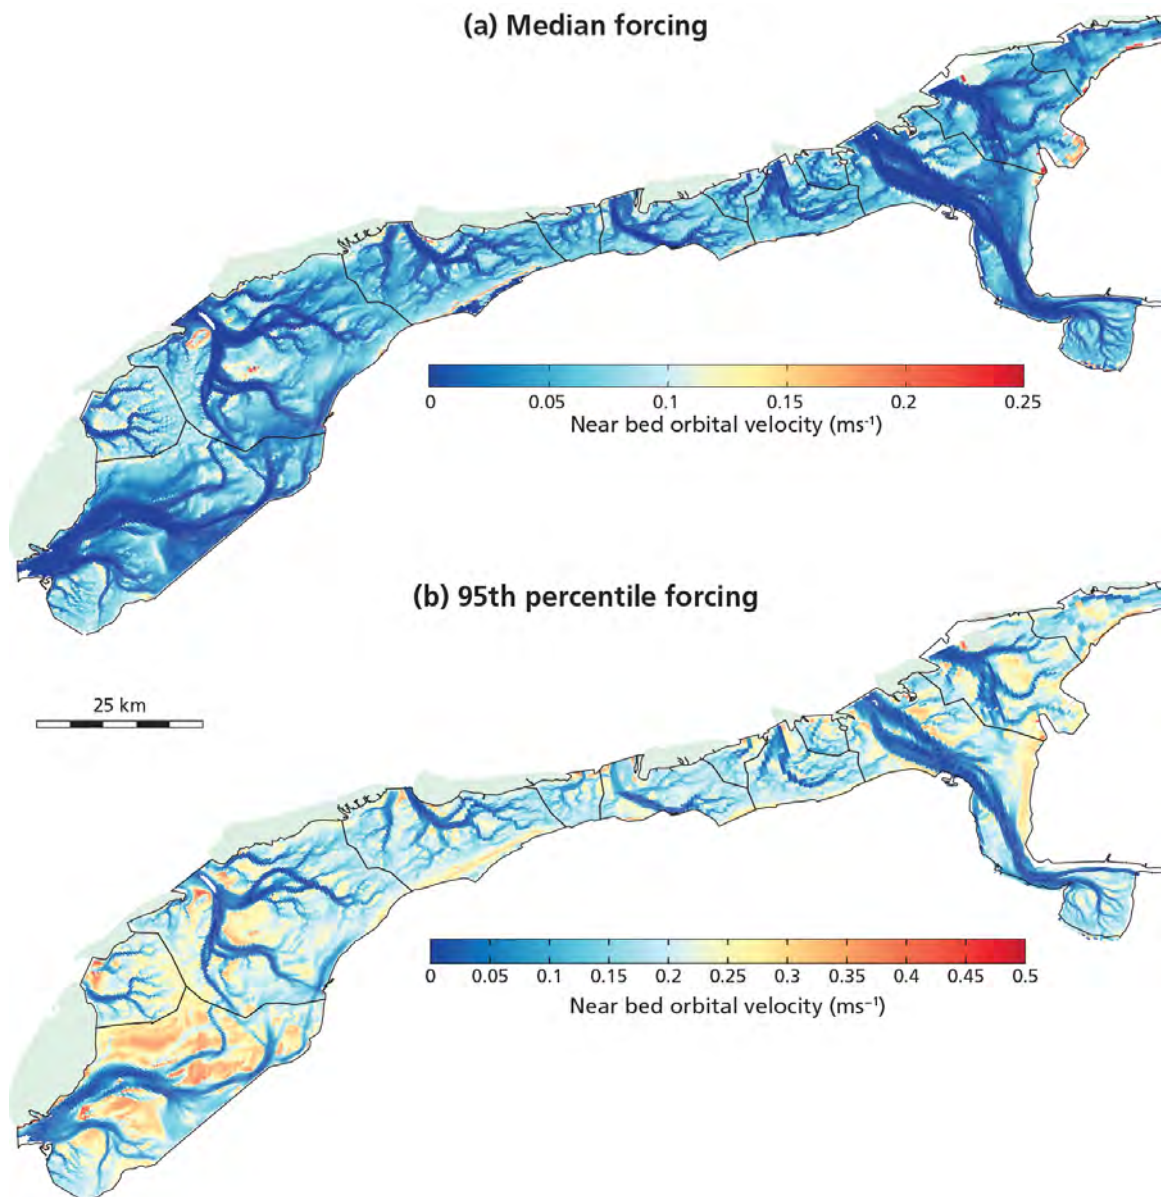 (a) Median forcing
0 0.05 0.1 0.15 0.2 0.25
Near bed orbital velocity (ms⁻¹)
(b) 95th percentile forcing
25 km
0 0.05 0.1 0.15 0.2 0.25 0.3 0.35 0.4 0.45 0.5
Near bed orbital velocity (ms⁻¹)